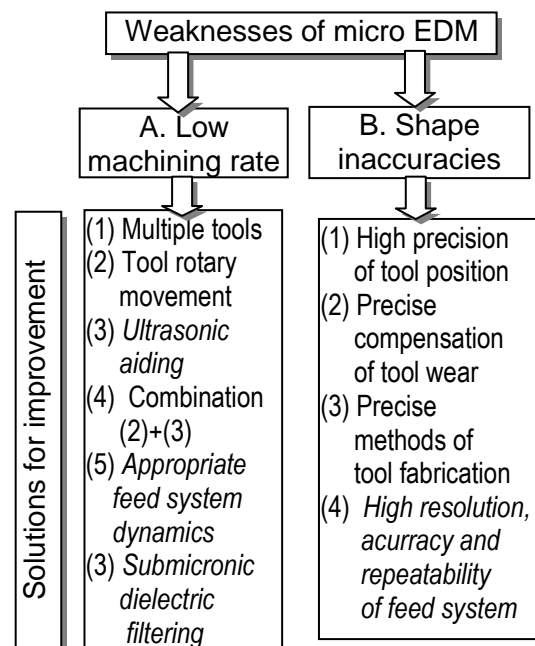 Weaknesses of micro EDM
A. Low
machining rate
B. Shape
inaccuracies
Solutions for improvement
(1) Multiple tools
(2) Tool rotary
movement
(3) Ultrasonic
aiding
(4) Combination
(2)+(3)
(5) Appropriate
feed system
dynamics
(3) Submicronic
dielectric
filtering
(1) High precision
of tool position
(2) Precise
compensation
of tool wear
(3) Precise
methods of
tool fabrication
(4) High resolution,
acurracy and
repeatability
of feed system